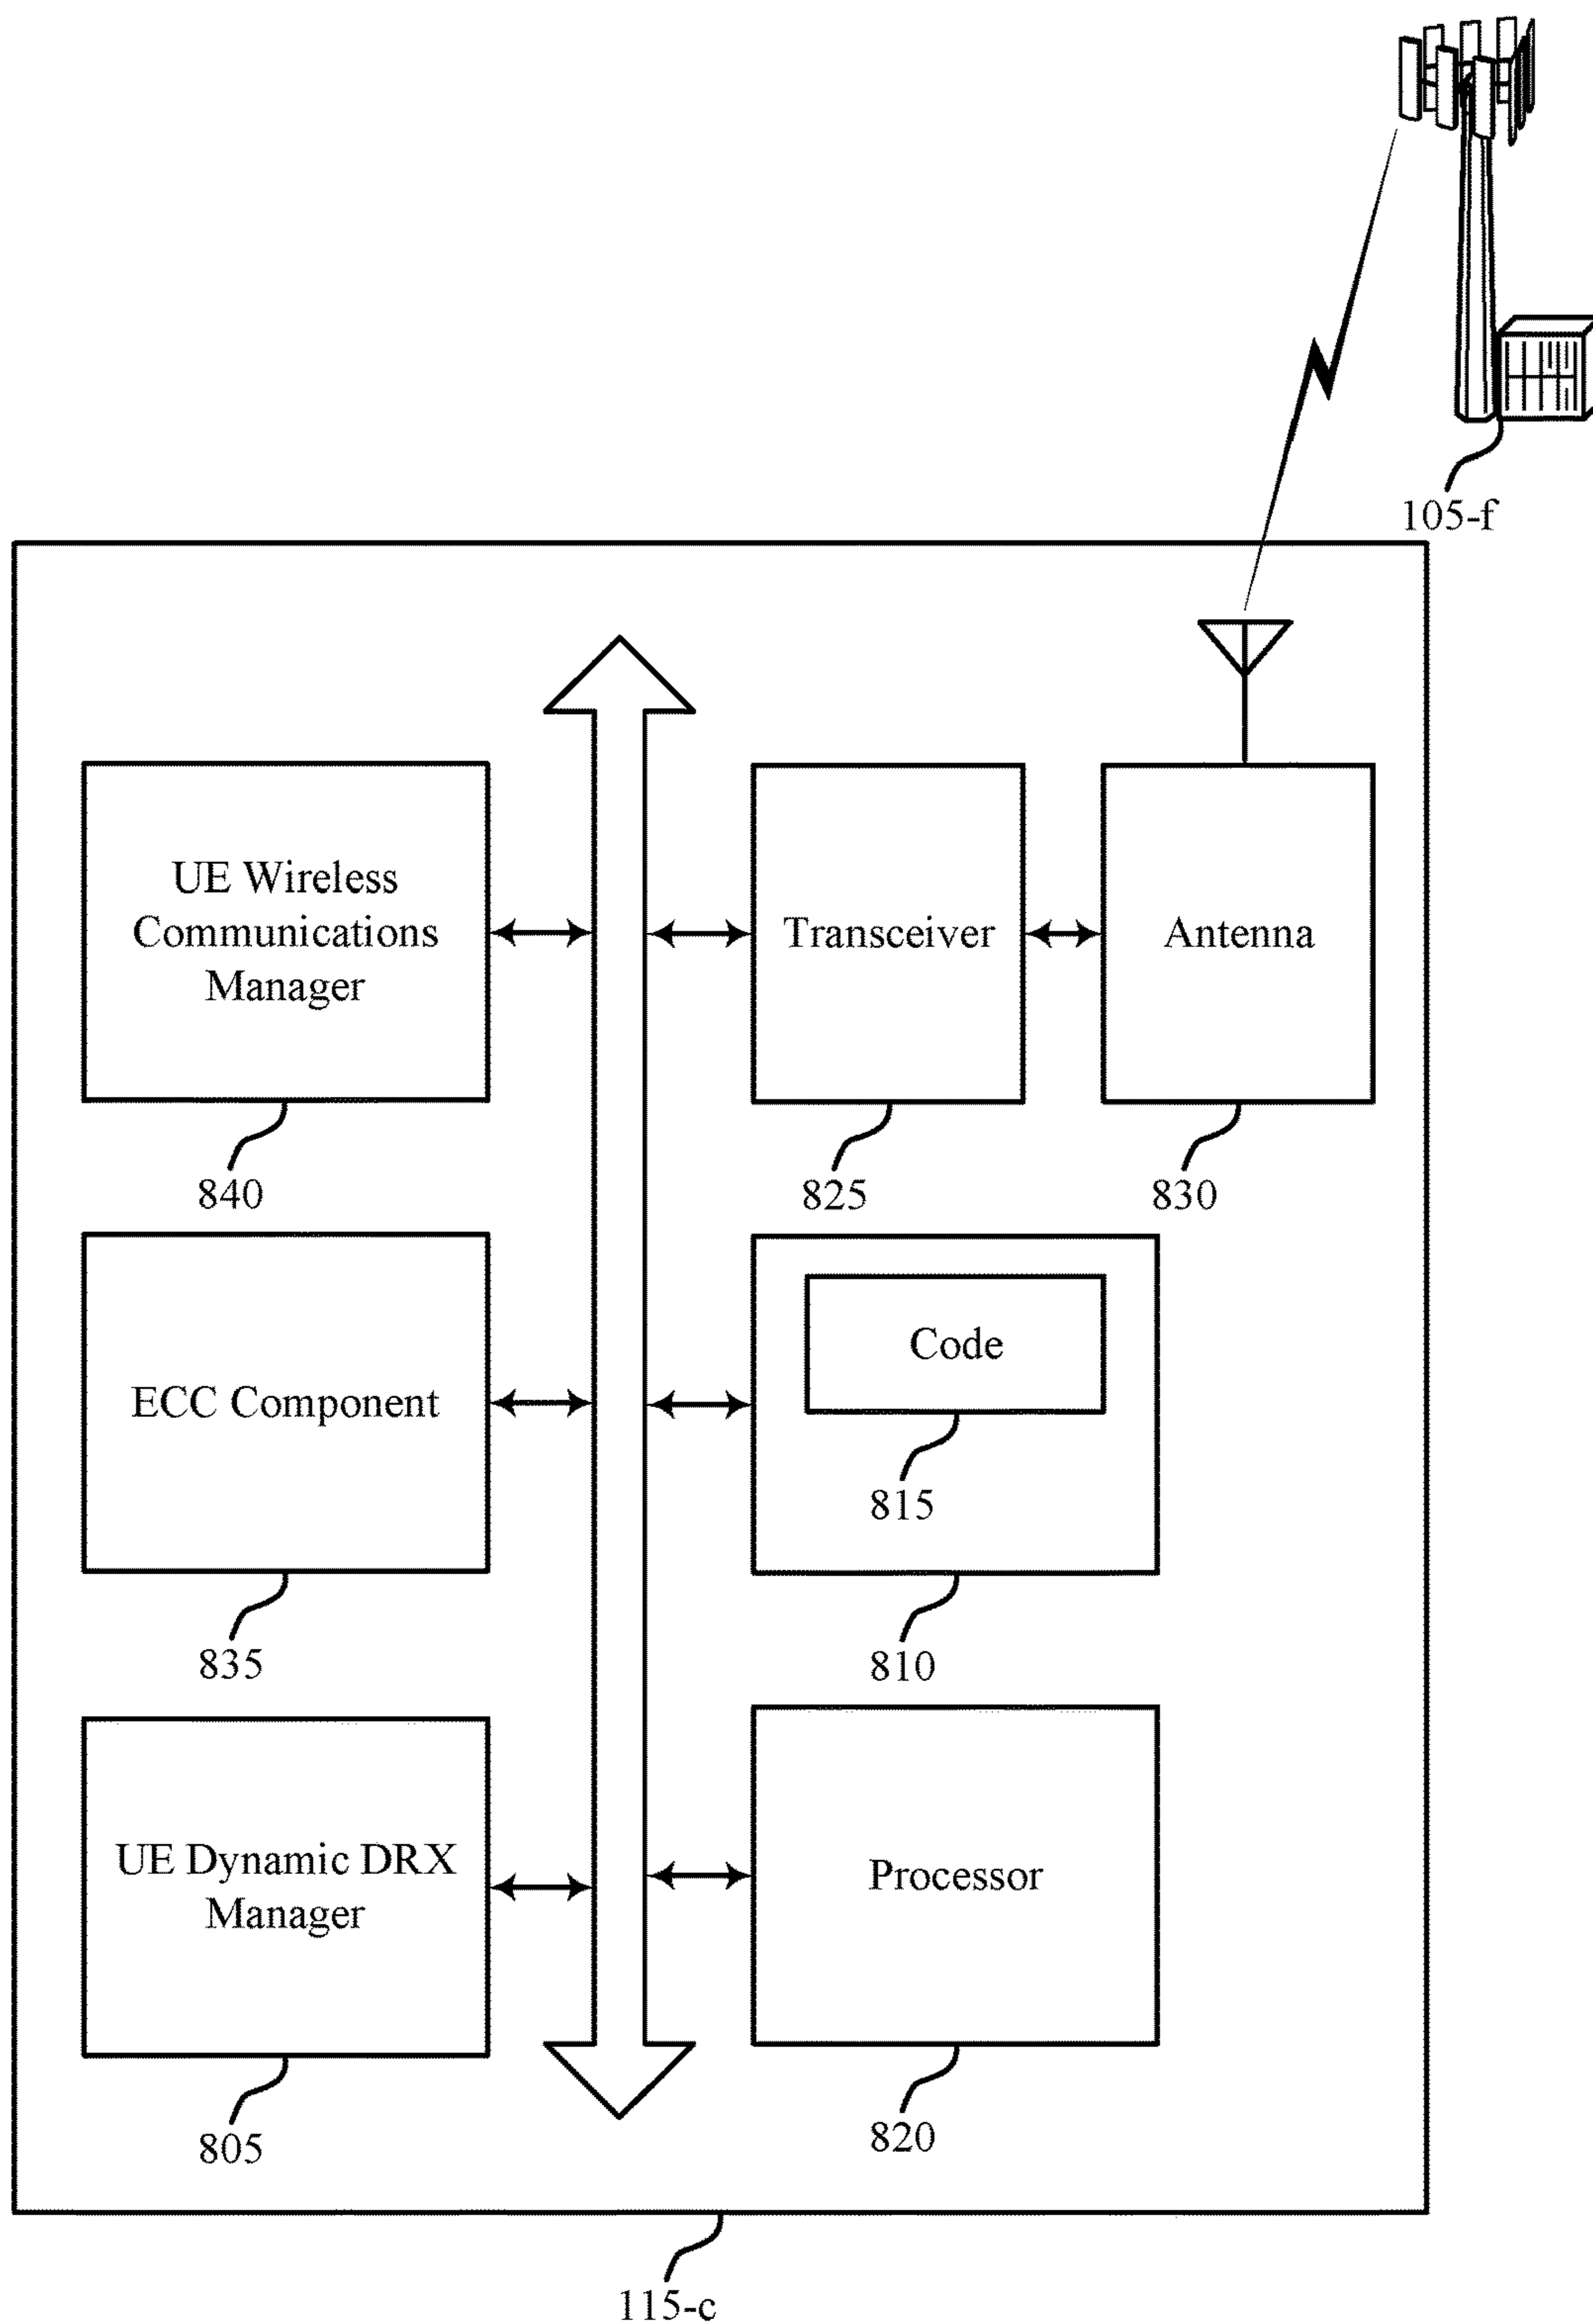 105-f
UE Wireless
Communications
Manager
Transceiver
Antenna
840
825
830
ECC Component
Code
815
835
810
UE Dynamic DRX
Manager
Processor
805
820
115-c